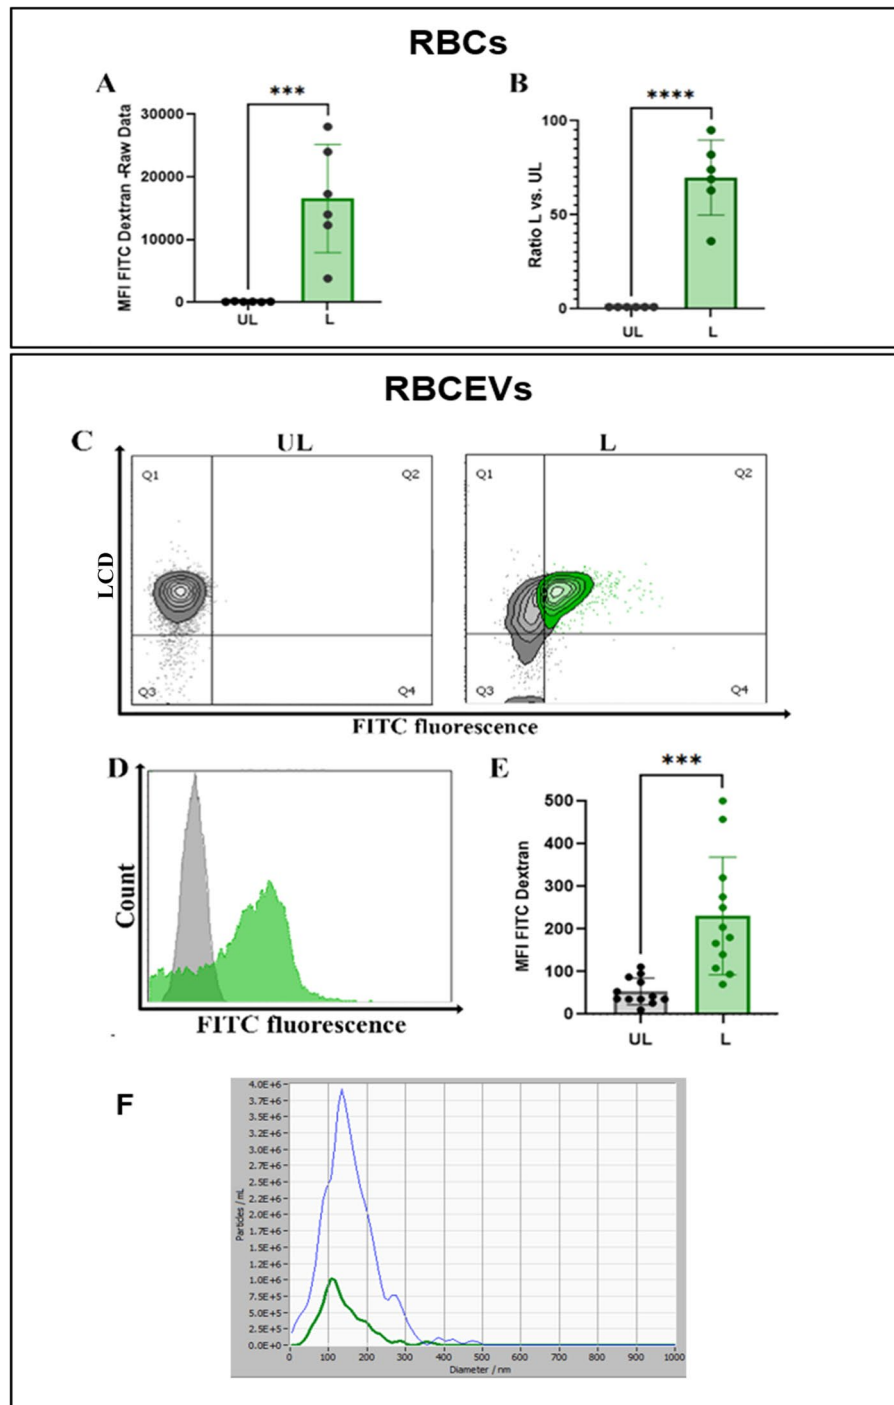 RBCs
A
***
MFI FITC Dextran -Raw Data
30000
20000
10000
0
UL
L
B
****
Ratio L vs. UL
100
50
0
UL
L
RBCEVs
C
UL
L
LCD
Q1
Q2
Q3
Q4
Q1
Q2
Q3
Q4
FITC fluorescence
D
Count
FITC fluorescence
E
***
MFI FITC Dextran
500
400
300
200
100
0
UL
L
F
Particles / mL
4.0E+6
3.7E+6
3.5E+6
3.2E+6
3.0E+6
2.7E+6
2.5E+6
2.2E+6
2.0E+6
1.7E+6
1.5E+6
1.2E+6
1.0E+6
7.5E+5
5.0E+5
2.5E+5
0.0E+0
0 100 200 300 400 500 600 700 800 900 1000
Diameter / nm